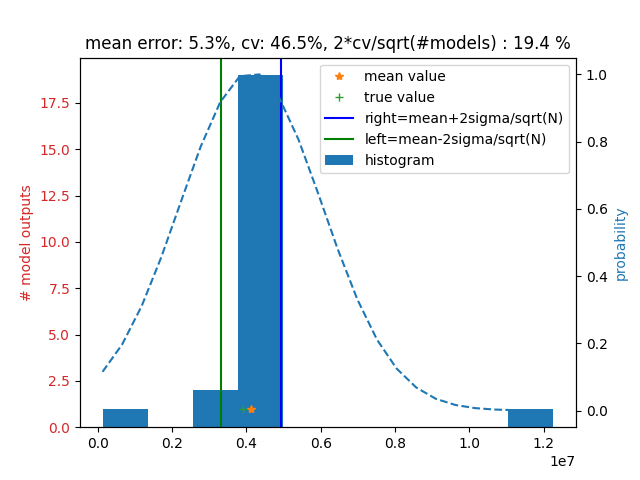 mean error: 5.3%, cv: 46.5%, 2*cv/sqrt(#models) : 19.4 %
mean value
true value
right=mean+2sigma/sqrt(N)
left=mean-2sigma/sqrt(N)
histogram
# model outputs
17.5
15.0
12.5
10.0
7.5
5.0
2.5
0.0
1.0
0.8
0.6
0.4
0.2
0.0
probability
0.0 0.2 0.4 0.6 0.8 1.0 1.2
1e7